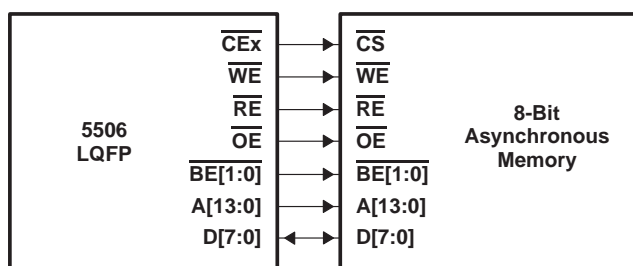 CEx CS
WE WE
RE RE
5506 OE OE 8-Bit
LQFP Asynchronous
BE[1:0] BE[1:0] Memory
A[13:0] A[13:0]
D[7:0] D[7:0]